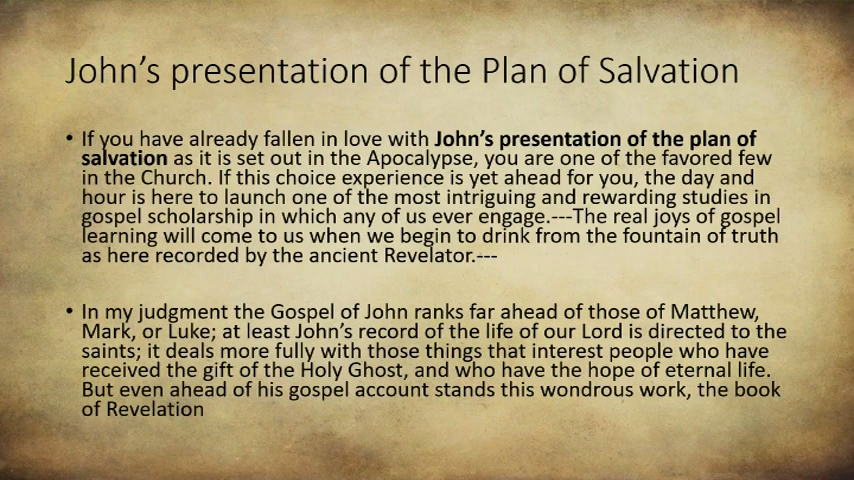 John’s presentation of the Plan of Salvation
• If you have already fallen in love with John’s presentation of the plan of
salvation as it is set out in the Apocalypse, you are one of the favored few
in the Church. If this choice experience is yet ahead for you, the day and
hour is here to launch one of the most intriguing and rewarding studies in
gospel scholarship in which any of us ever engage.---The real joys of gospel
learning will come to us when we begin to drink from the fountain of truth
as here recorded by the ancient Revelator.---
• In my judgment the Gospel of John ranks far ahead of those of Matthew,
Mark, or Luke; at least John’s record of the life of our Lord is directed to the
saints; it deals more fully with those things that interest people who have
received the gift of the Holy Ghost, and who have the hope of eternal life.
But even ahead of his gospel account stands this wondrous work, the book
of Revelation